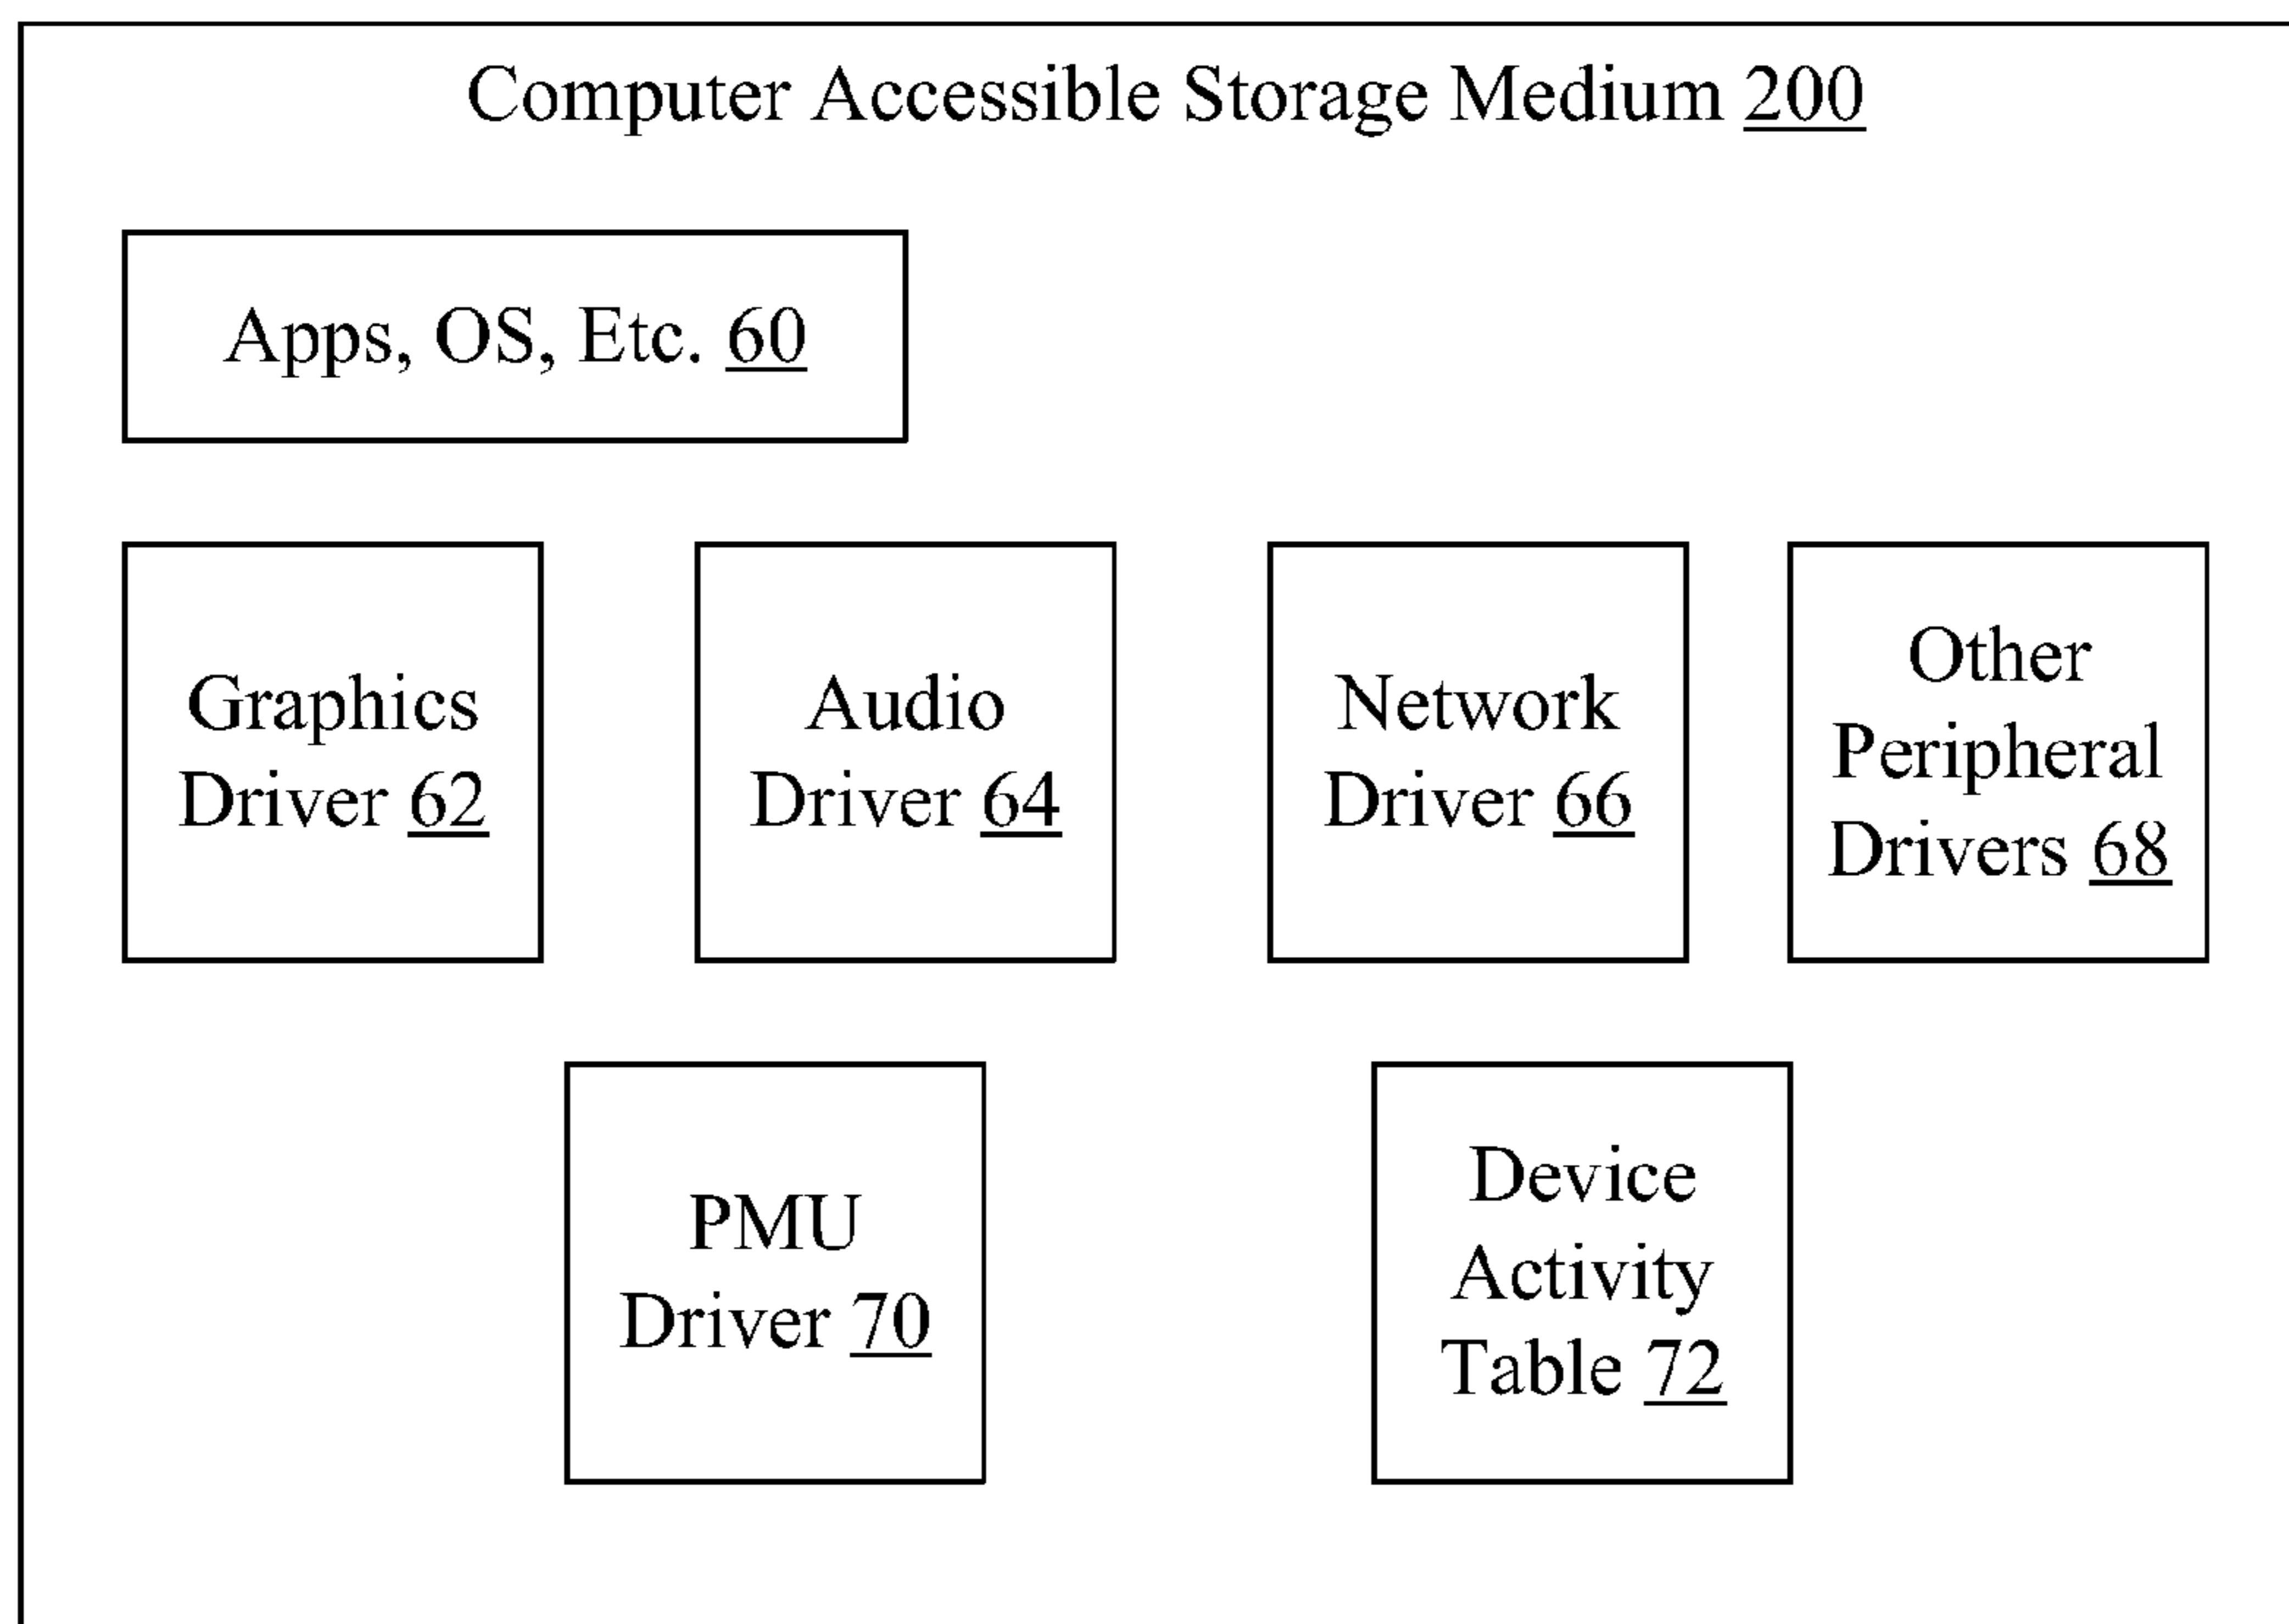 Computer Accessible Storage Medium 200
Apps, OS, Etc. 60
Graphics
Driver 62
Audio
Driver 64
Network
Driver 66
Other
Peripheral
Drivers 68
PMU
Driver 70
Device
Activity
Table 72